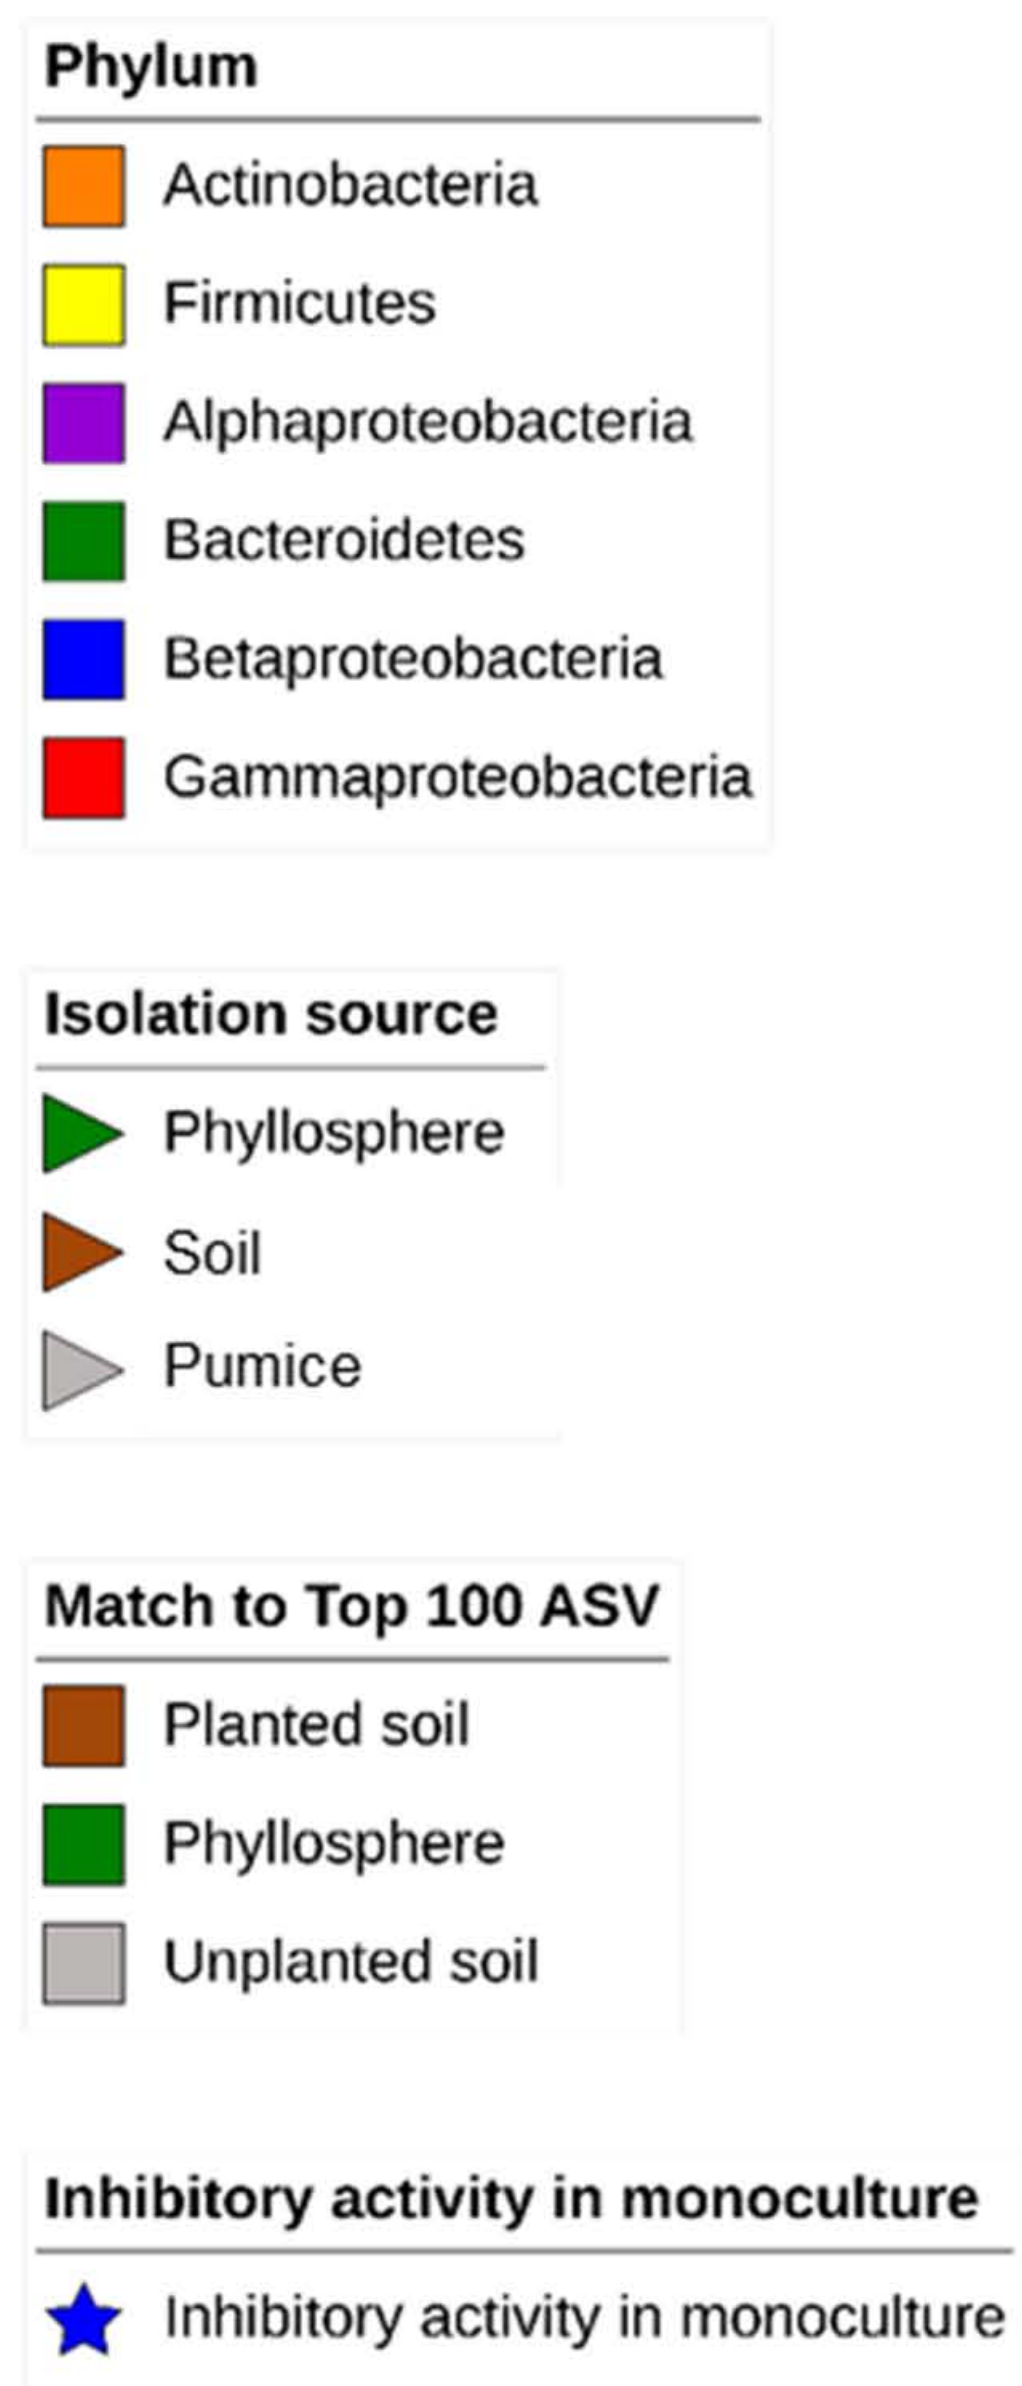 Phylum
Actinobacteria
Firmicutes
Alphaproteobacteria
Bacteroidetes
Betaproteobacteria
Gammaproteobacteria
Isolation source
Phyllosphere
Soil
Pumice
Match to Top 100 ASV
Planted soil
Phyllosphere
Unplanted soil
Inhibitory activity in monoculture
Inhibitory activity in monoculture